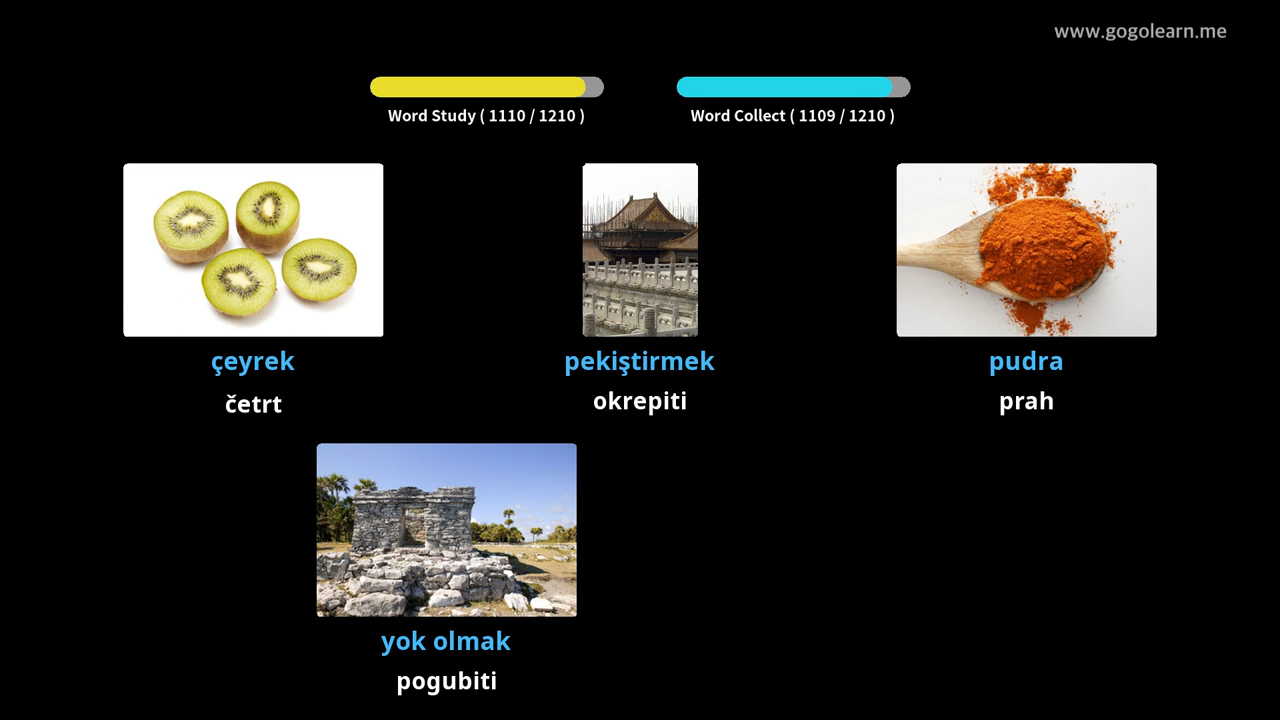 www.gogolearn.me
Word Study ( 1110 / 1210 )
Word Collect ( 1109 / 1210 )
çeyrek
četrt
pekiştirmek
okrepiti
pudra
prah
yok olmak
pogubiti